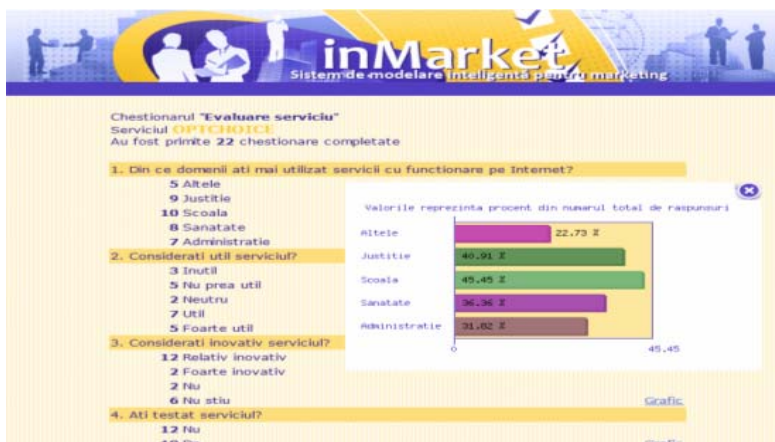 inMarket
Sistem de modelare inteligentă pentru marketing
Chestionarul "Evaluare serviciu"
Serviciul OPTCHOICE
Au fost primite 22 chestionare completate
1. Din ce domenii ati mai utilizat servicii cu functionare pe Internet?
5 Altele
9 Justitie
10 Scoala
8 Sanatate
7 Administratie
2. Considerati util serviciul?
3 Inutil
5 Nu prea util
2 Neutru
7 Util
5 Foarte util
3. Considerati inovativ serviciul?
12 Relativ inovativ
2 Foarte inovativ
2 Nu
6 Nu stiu
Grafic
4. Ati testat serviciul?
12 Nu
Valorile reprezinta procent din numarul total de raspunsuri
Altele 22.73 %
Justitie 40.91 %
Scoala 45.45 %
Sanatate 36.36 %
Administratie 31.82 %
0 45.45